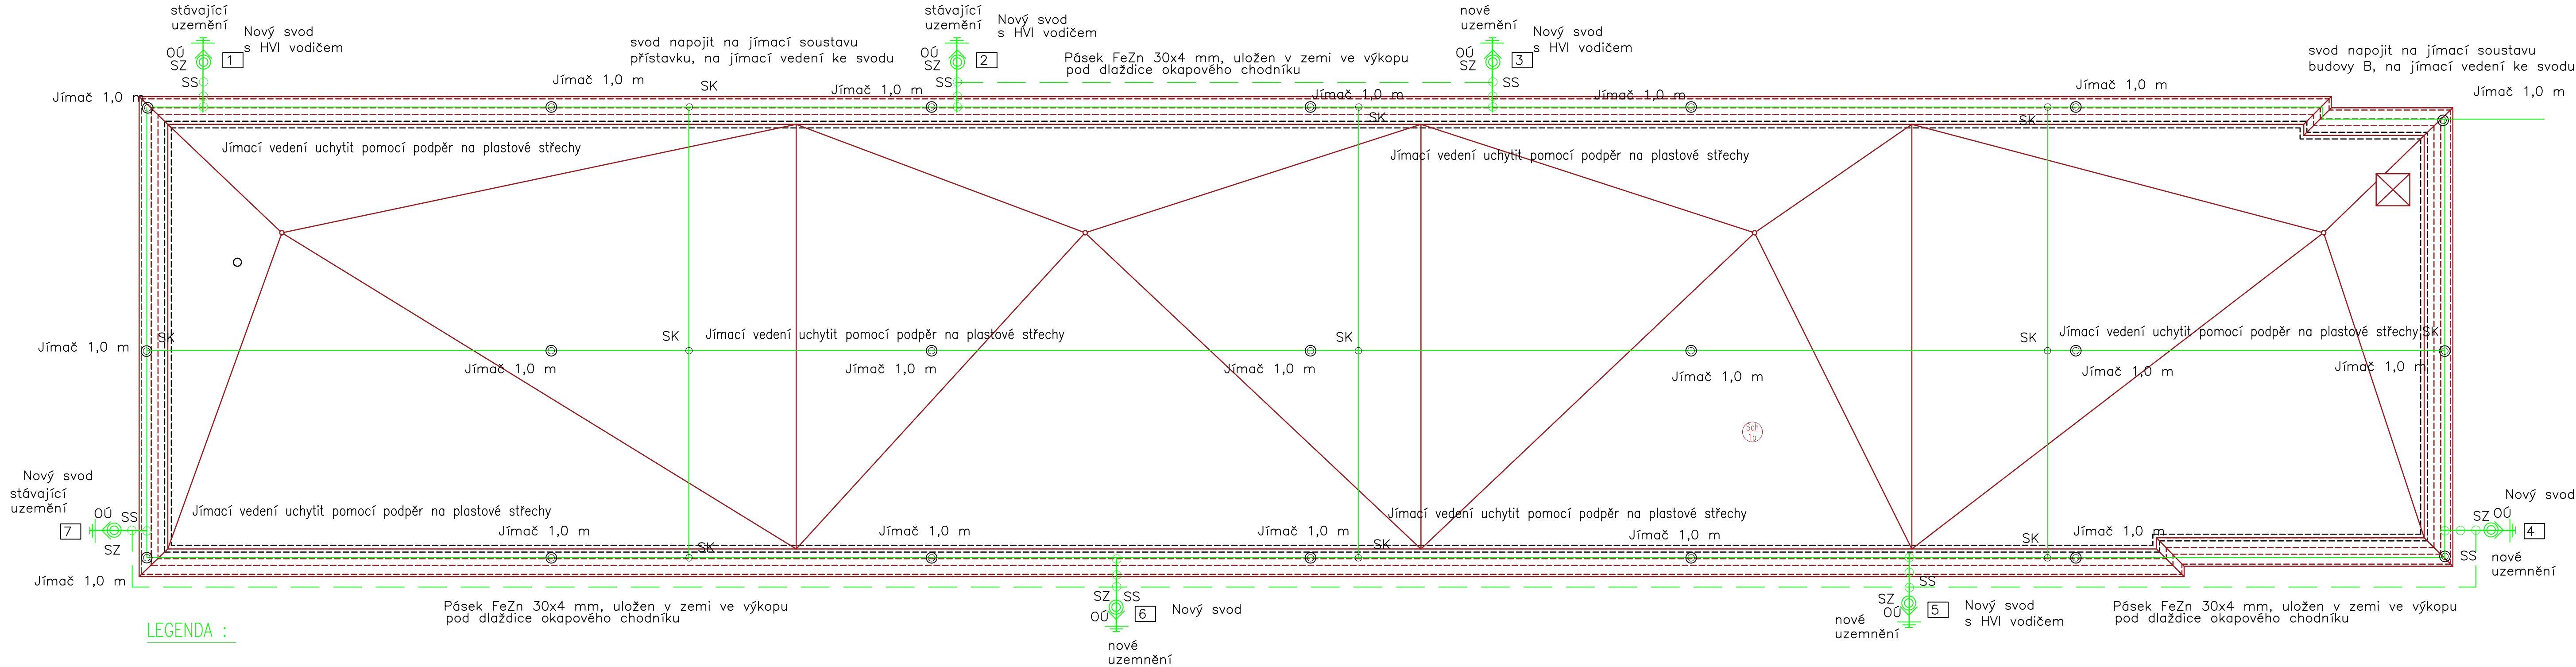 stávající
uzemění
Nový svod
s HVI vodičem
OÚ
SZ
1
SS
svod napojit na jímací soustavu
přístavku, na jímací vedení ke svodu
stávající
uzemění
Nový svod
s HVI vodičem
OÚ
SZ
2
SS
Pásek FeZn 30x4 mm, uložen v zemi ve výkopu
pod dlaždice okapového chodníku
nové
uzemění
Nový svod
s HVI vodičem
OÚ
SZ
3
SS
svod napojit na jímací soustavu
budovy B, na jímací vedení ke svodu
Jímač 1,0 m
Jímač 1,0 m
SK
Jímač 1,0 m
Jímač 1,0 m
Jímač 1,0 m
Jímač 1,0 m
Jímač 1,0 m
SK
SK
Jímací vedení uchytit pomocí podpěr na plastové střechy
Jímací vedení uchytit pomocí podpěr na plastové střechy
Jímač 1,0 m
SK
SK
Jímací vedení uchytit pomocí podpěr na plastové střechy
SK
SK
Jímací vedení uchytit pomocí podpěr na plastové střechy
SK
Jímač 1,0 m
Jímač 1,0 m
Jímač 1,0 m
Jímač 1,0 m
Jímač 1,0 m
Jímač 1,0 m
Sch
1b
Nový svod
stávající
uzemění
OÚ
SS
7
SZ
Jímací vedení uchytit pomocí podpěr na plastové střechy
Jímací vedení uchytit pomocí podpěr na plastové střechy
Jímač 1,0 m
Jímač 1,0 m
Jímač 1,0 m
Jímač 1,0 m
Jímač 1,0 m
SK
SK
SK
Nový svod
SZ
OÚ
4
SS
nové
uzemnění
Jímač 1,0 m
Pásek FeZn 30x4 mm, uložen v zemi ve výkopu
pod dlaždice okapového chodníku
SZ
SS
OÚ
6
Nový svod
nové
uzemnění
SS
SZ
OÚ
5
Nový svod
s HVI vodičem
nové
uzemnění
Pásek FeZn 30x4 mm, uložen v zemi ve výkopu
pod dlaždice okapového chodníku
LEGENDA :